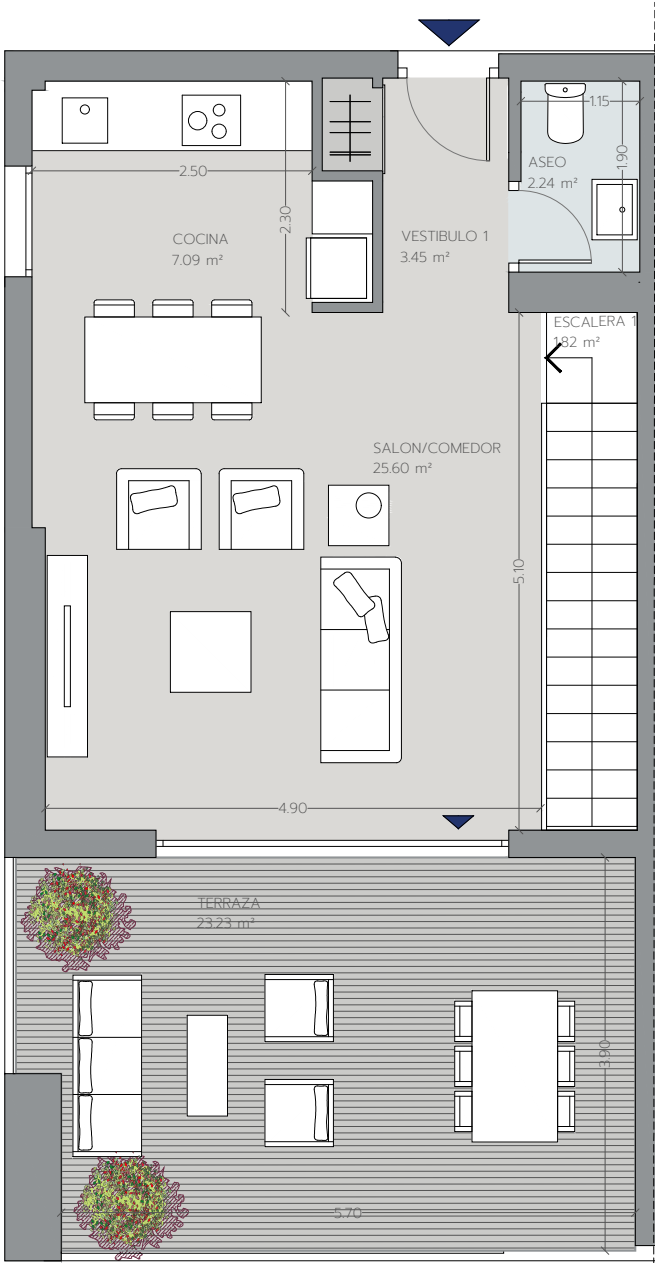 1.15
ASEO
2.24 m²
1.90
2.50
2.30
COCINA
7.09 m²
VESTIBULO 1
3.45 m²
ESCALERA 1
1.82 m²
SALON/COMEDOR
25.60 m²
5.10
4.90
TERRAZA
23.23 m²
3.90
5.70